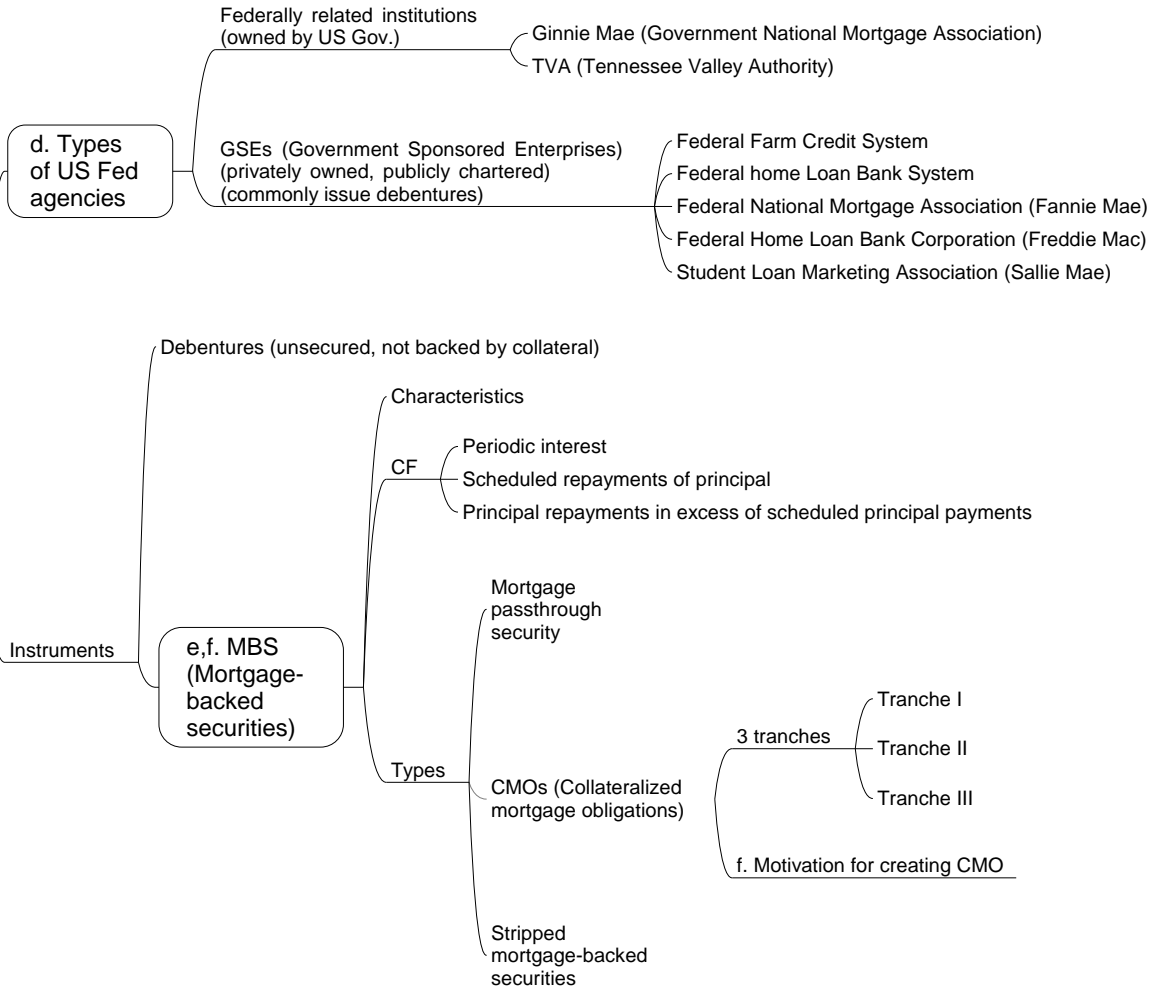 Federally related institutions
(owned by US Gov.)
Ginnie Mae (Government National Mortgage Association)
TVA (Tennessee Valley Authority)
d. Types
of US Fed
agencies
GSEs (Government Sponsored Enterprises)
(privately owned, publicly chartered)
(commonly issue debentures)
Federal Farm Credit System
Federal home Loan Bank System
Federal National Mortgage Association (Fannie Mae)
Federal Home Loan Bank Corporation (Freddie Mac)
Student Loan Marketing Association (Sallie Mae)
Instruments
Debentures (unsecured, not backed by collateral)
e,f. MBS
(Mortgage-
backed
securities)
Characteristics
CF
Periodic interest
Scheduled repayments of principal
Principal repayments in excess of scheduled principal payments
Types
Mortgage
passthrough
security
CMOs (Collateralized
mortgage obligations)
3 tranches
Tranche I
Tranche II
Tranche III
f. Motivation for creating CMO
Stripped
mortgage-backed
securities